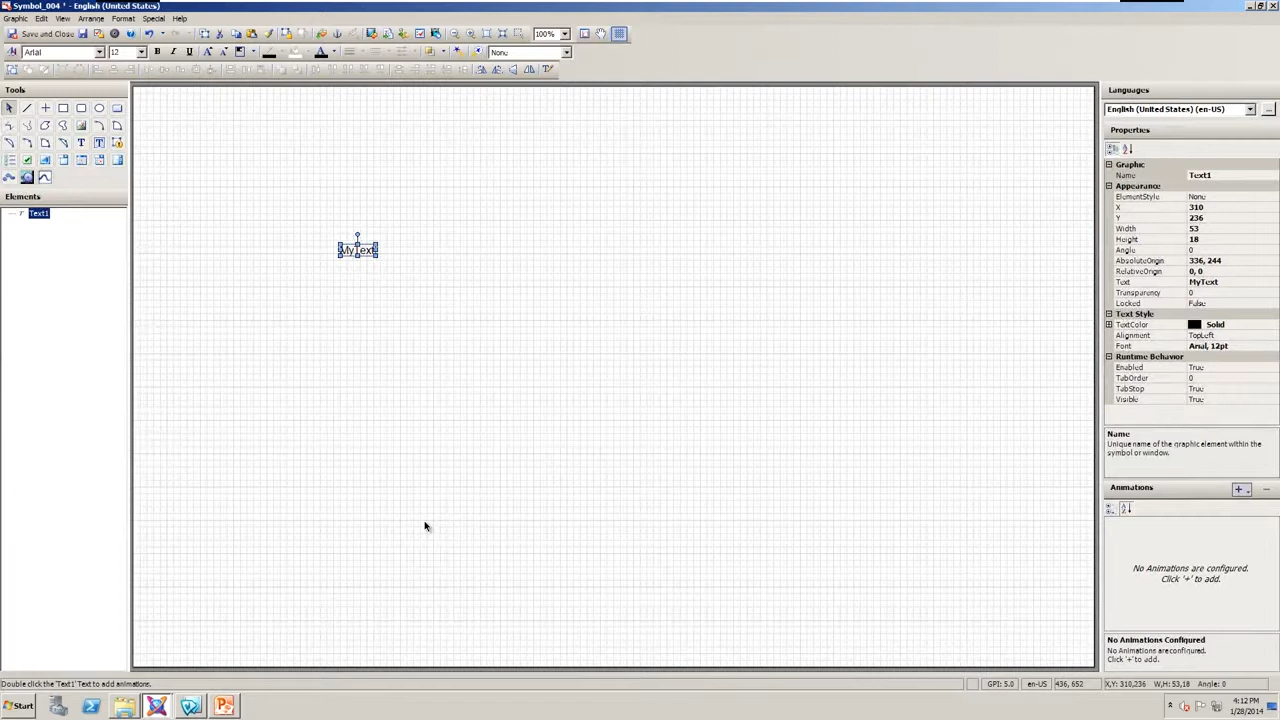 Symbol_004 * - English (United States)
Graphic Edit View Arrange Format Special Help
Save and Close 100%
Arial 12 B I U A None
Tools
Elements
Text1
MyText
Languages
English (United States) (en-US) ...
Properties
Graphic
Name Text1
Appearance
ElementStyle None
X 310
Y 236
Width 53
Height 18
Angle 0
AbsoluteOrigin 336, 244
RelativeOrigin 0, 0
Text MyText
Transparency 0
Locked False
Text Style
TextColor Solid
Alignment TopLeft
Font Arial, 12pt
Runtime Behavior
Enabled True
TabOrder 0
TabStop True
Visible True
Name
Unique name of the graphic element within the
symbol or window.
Animations
No Animations are configured.
Click '+' to add.
No Animations Configured
No Animations are configured.
Click '+' to add.
Double click the 'Text1' Text to add animations.
GPI: 5.0 en-US 436, 652 X,Y: 310,236 W,H: 53,18 Angle: 0
Start
4:12 PM
1/28/2014